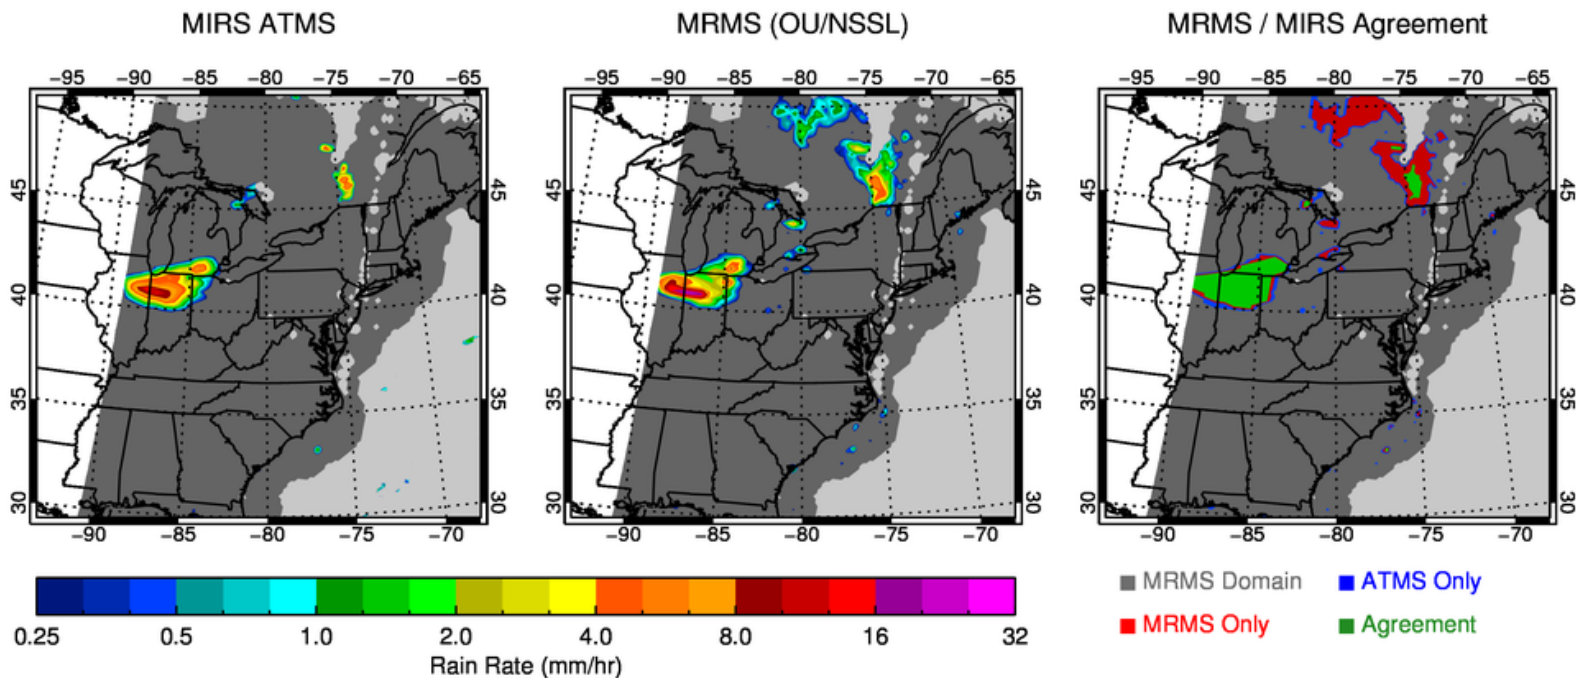 MIRS ATMS
MRMS (OU/NSSL)
MRMS / MIRS Agreement
−95 −90 −85 −80 −75 −70 −65
−95 −90 −85 −80 −75 −70 −65
−95 −90 −85 −80 −75 −70 −65
45 45
45 45
45 45
40 40
40 40
40 40
35 35
35 35
35 35
30 30
30 30
30 30
−90 −85 −80 −75 −70
−90 −85 −80 −75 −70
−90 −85 −80 −75 −70
0.25 0.5 1.0 2.0 4.0 8.0 16 32
Rain Rate (mm/hr)
MRMS Domain
ATMS Only
MRMS Only
Agreement